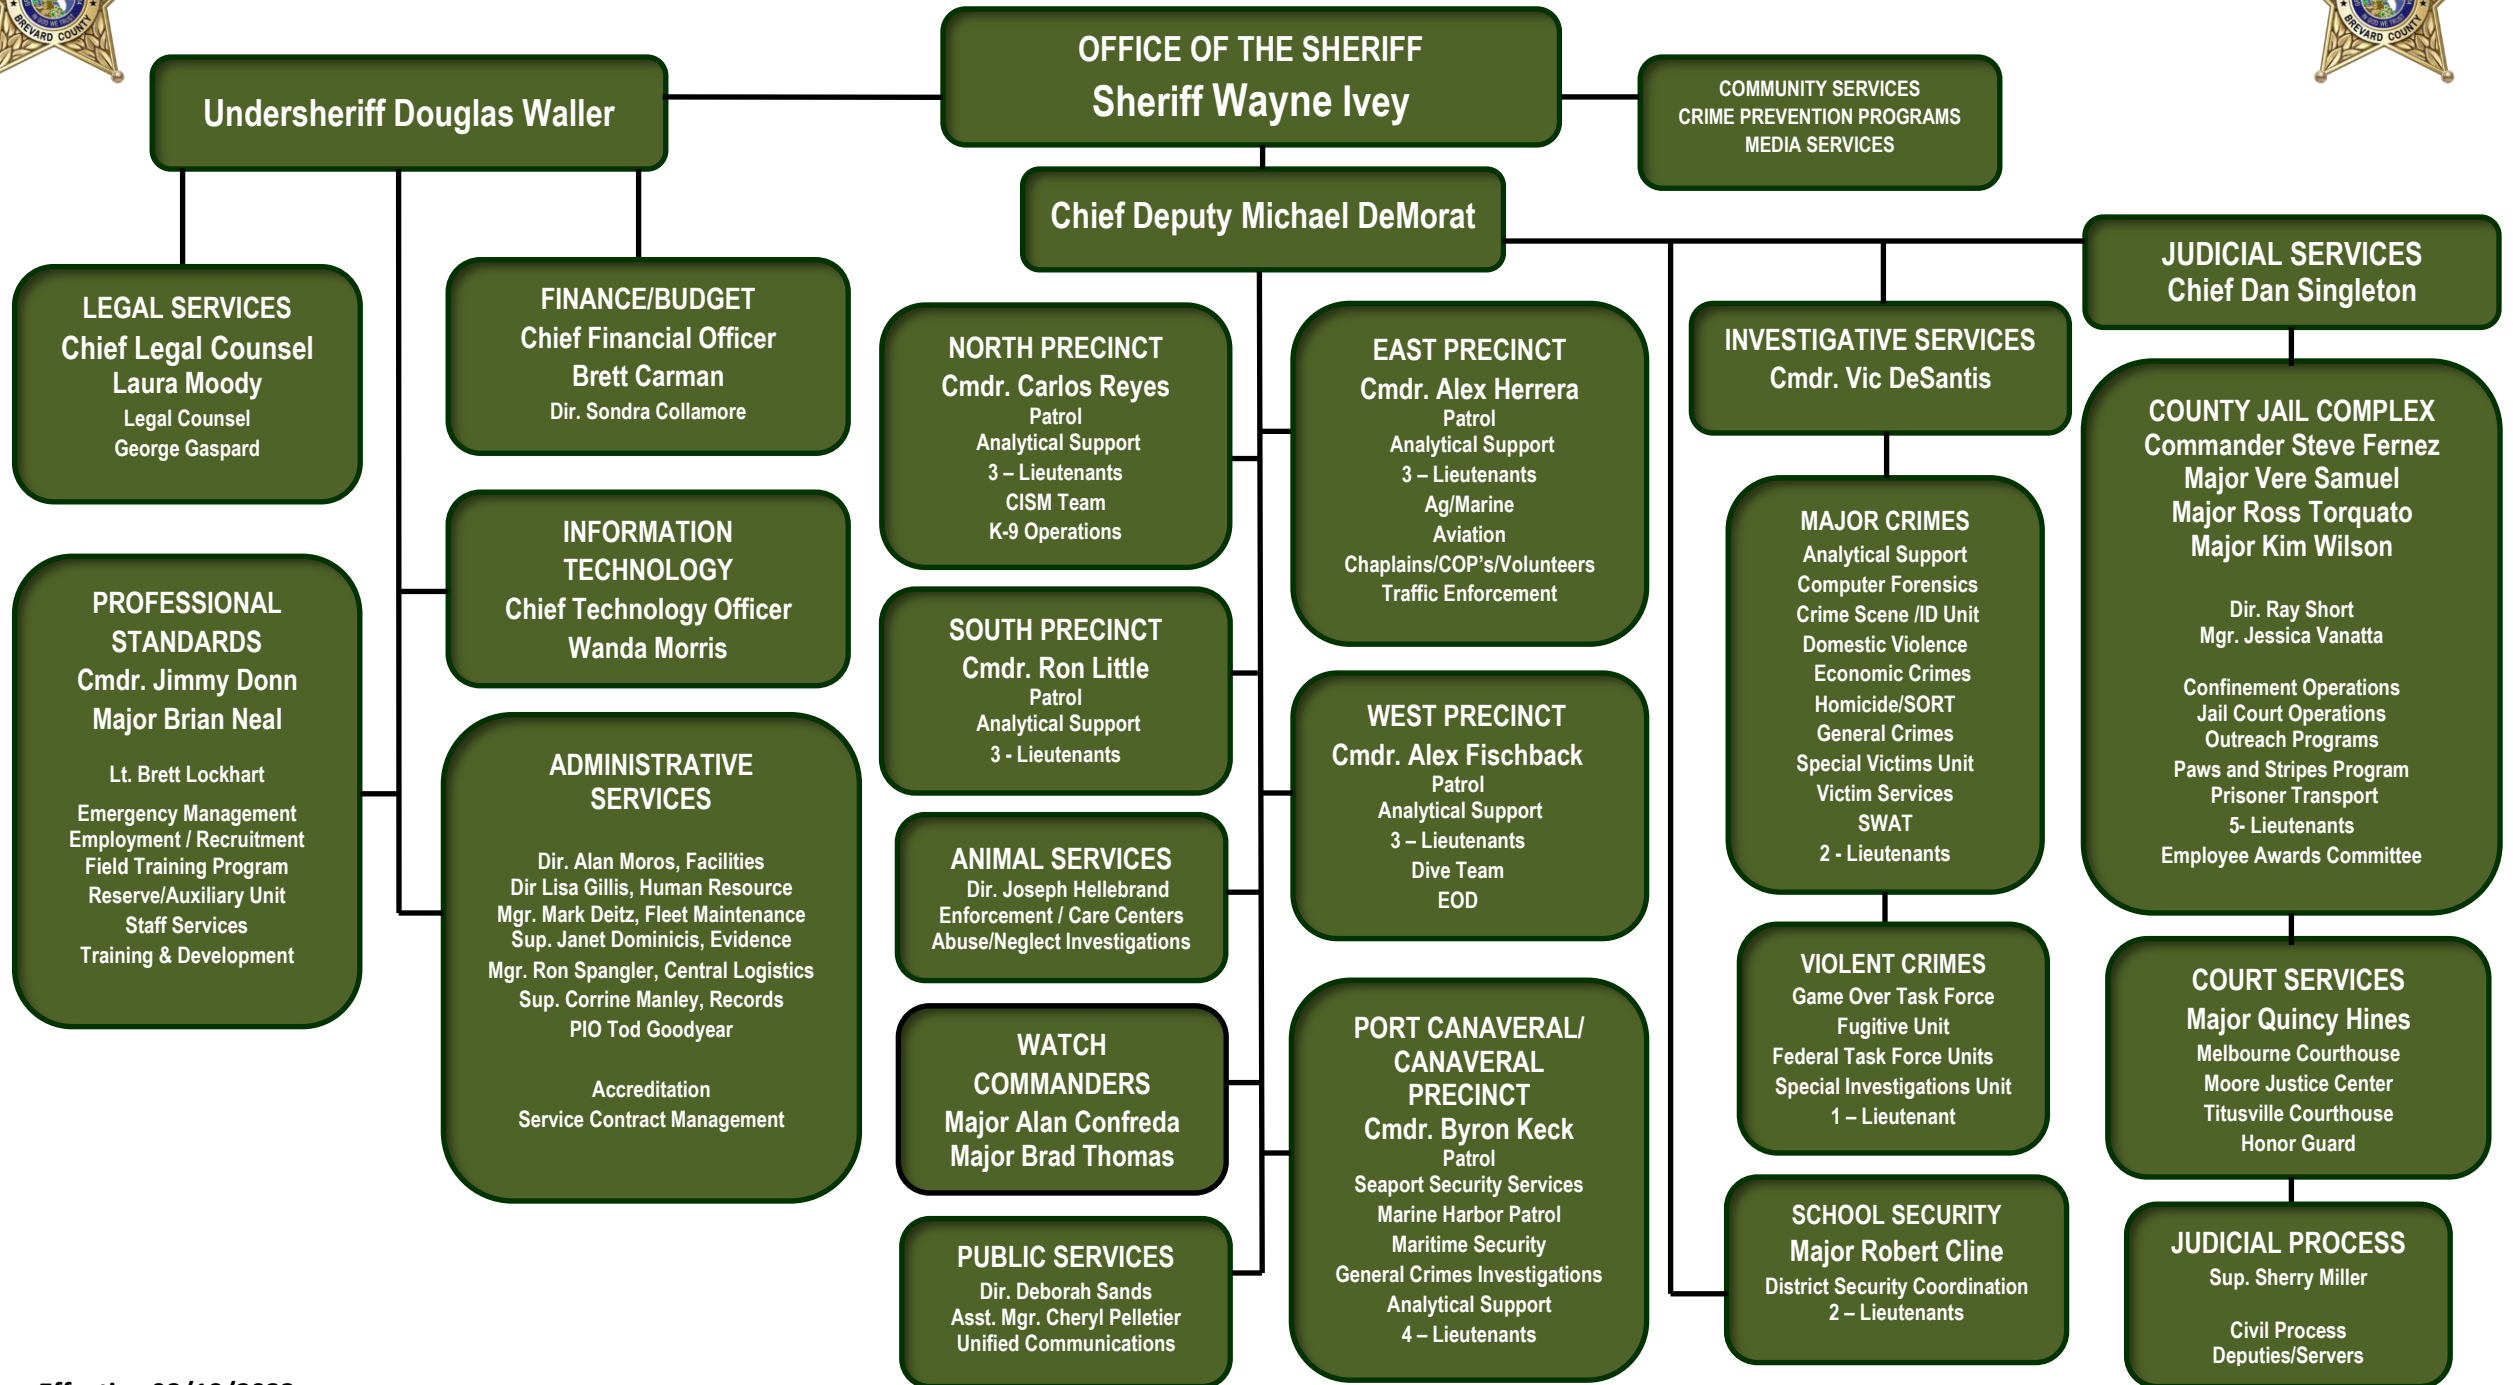 BREVARD COUNTY
BREVARD COUNTY
OFFICE OF THE SHERIFF
Sheriff Wayne Ivey
Undersheriff Douglas Waller
COMMUNITY SERVICES
CRIME PREVENTION PROGRAMS
MEDIA SERVICES
Chief Deputy Michael DeMorat
LEGAL SERVICES
Chief Legal Counsel
Laura Moody
Legal Counsel
George Gaspard
FINANCE/BUDGET
Chief Financial Officer
Brett Carman
Dir. Sondra Collamore
INFORMATION
TECHNOLOGY
Chief Technology Officer
Wanda Morris
PROFESSIONAL
STANDARDS
Cmdr. Jimmy Donn
Major Brian Neal
Lt. Brett Lockhart
Emergency Management
Employment / Recruitment
Field Training Program
Reserve/Auxiliary Unit
Staff Services
Training & Development
ADMINISTRATIVE
SERVICES
Dir. Alan Moros, Facilities
Dir Lisa Gillis, Human Resource
Mgr. Mark Deitz, Fleet Maintenance
Sup. Janet Dominicis, Evidence
Mgr. Ron Spangler, Central Logistics
Sup. Corrine Manley, Records
PIO Tod Goodyear
Accreditation
Service Contract Management
NORTH PRECINCT
Cmdr. Carlos Reyes
Patrol
Analytical Support
3 – Lieutenants
CISM Team
K-9 Operations
EAST PRECINCT
Cmdr. Alex Herrera
Patrol
Analytical Support
3 – Lieutenants
Ag/Marine
Aviation
Chaplains/COP's/Volunteers
Traffic Enforcement
SOUTH PRECINCT
Cmdr. Ron Little
Patrol
Analytical Support
3 - Lieutenants
WEST PRECINCT
Cmdr. Alex Fischback
Patrol
Analytical Support
3 – Lieutenants
Dive Team
EOD
ANIMAL SERVICES
Dir. Joseph Hellebrand
Enforcement / Care Centers
Abuse/Neglect Investigations
WATCH
COMMANDERS
Major Alan Confreda
Major Brad Thomas
PORT CANAVERAL/
CANAVERAL
PRECINCT
Cmdr. Byron Keck
Patrol
Seaport Security Services
Marine Harbor Patrol
Maritime Security
General Crimes Investigations
Analytical Support
4 – Lieutenants
PUBLIC SERVICES
Dir. Deborah Sands
Asst. Mgr. Cheryl Pelletier
Unified Communications
INVESTIGATIVE SERVICES
Cmdr. Vic DeSantis
MAJOR CRIMES
Analytical Support
Computer Forensics
Crime Scene /ID Unit
Domestic Violence
Economic Crimes
Homicide/SORT
General Crimes
Special Victims Unit
Victim Services
SWAT
2 - Lieutenants
VIOLENT CRIMES
Game Over Task Force
Fugitive Unit
Federal Task Force Units
Special Investigations Unit
1 – Lieutenant
SCHOOL SECURITY
Major Robert Cline
District Security Coordination
2 – Lieutenants
JUDICIAL SERVICES
Chief Dan Singleton
COUNTY JAIL COMPLEX
Commander Steve Fernez
Major Vere Samuel
Major Ross Torquato
Major Kim Wilson
Dir. Ray Short
Mgr. Jessica Vanatta
Confinement Operations
Jail Court Operations
Outreach Programs
Paws and Stripes Program
Prisoner Transport
5- Lieutenants
Employee Awards Committee
COURT SERVICES
Major Quincy Hines
Melbourne Courthouse
Moore Justice Center
Titusville Courthouse
Honor Guard
JUDICIAL PROCESS
Sup. Sherry Miller
Civil Process
Deputies/Servers